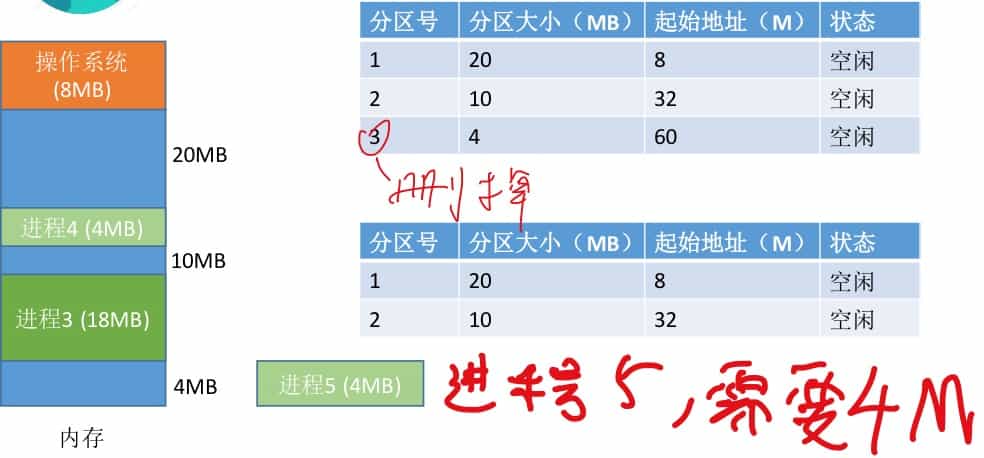 分区号 分区大小（MB） 起始地址（M） 状态
1 20 8 空闲
2 10 32 空闲
3 4 60 空闲
删掉
操作系统
(8MB)
20MB
进程4 (4MB)
10MB
进程3 (18MB)
4MB
内存
分区号 分区大小（MB） 起始地址（M） 状态
1 20 8 空闲
2 10 32 空闲
进程5 (4MB)
进程5，需要4M